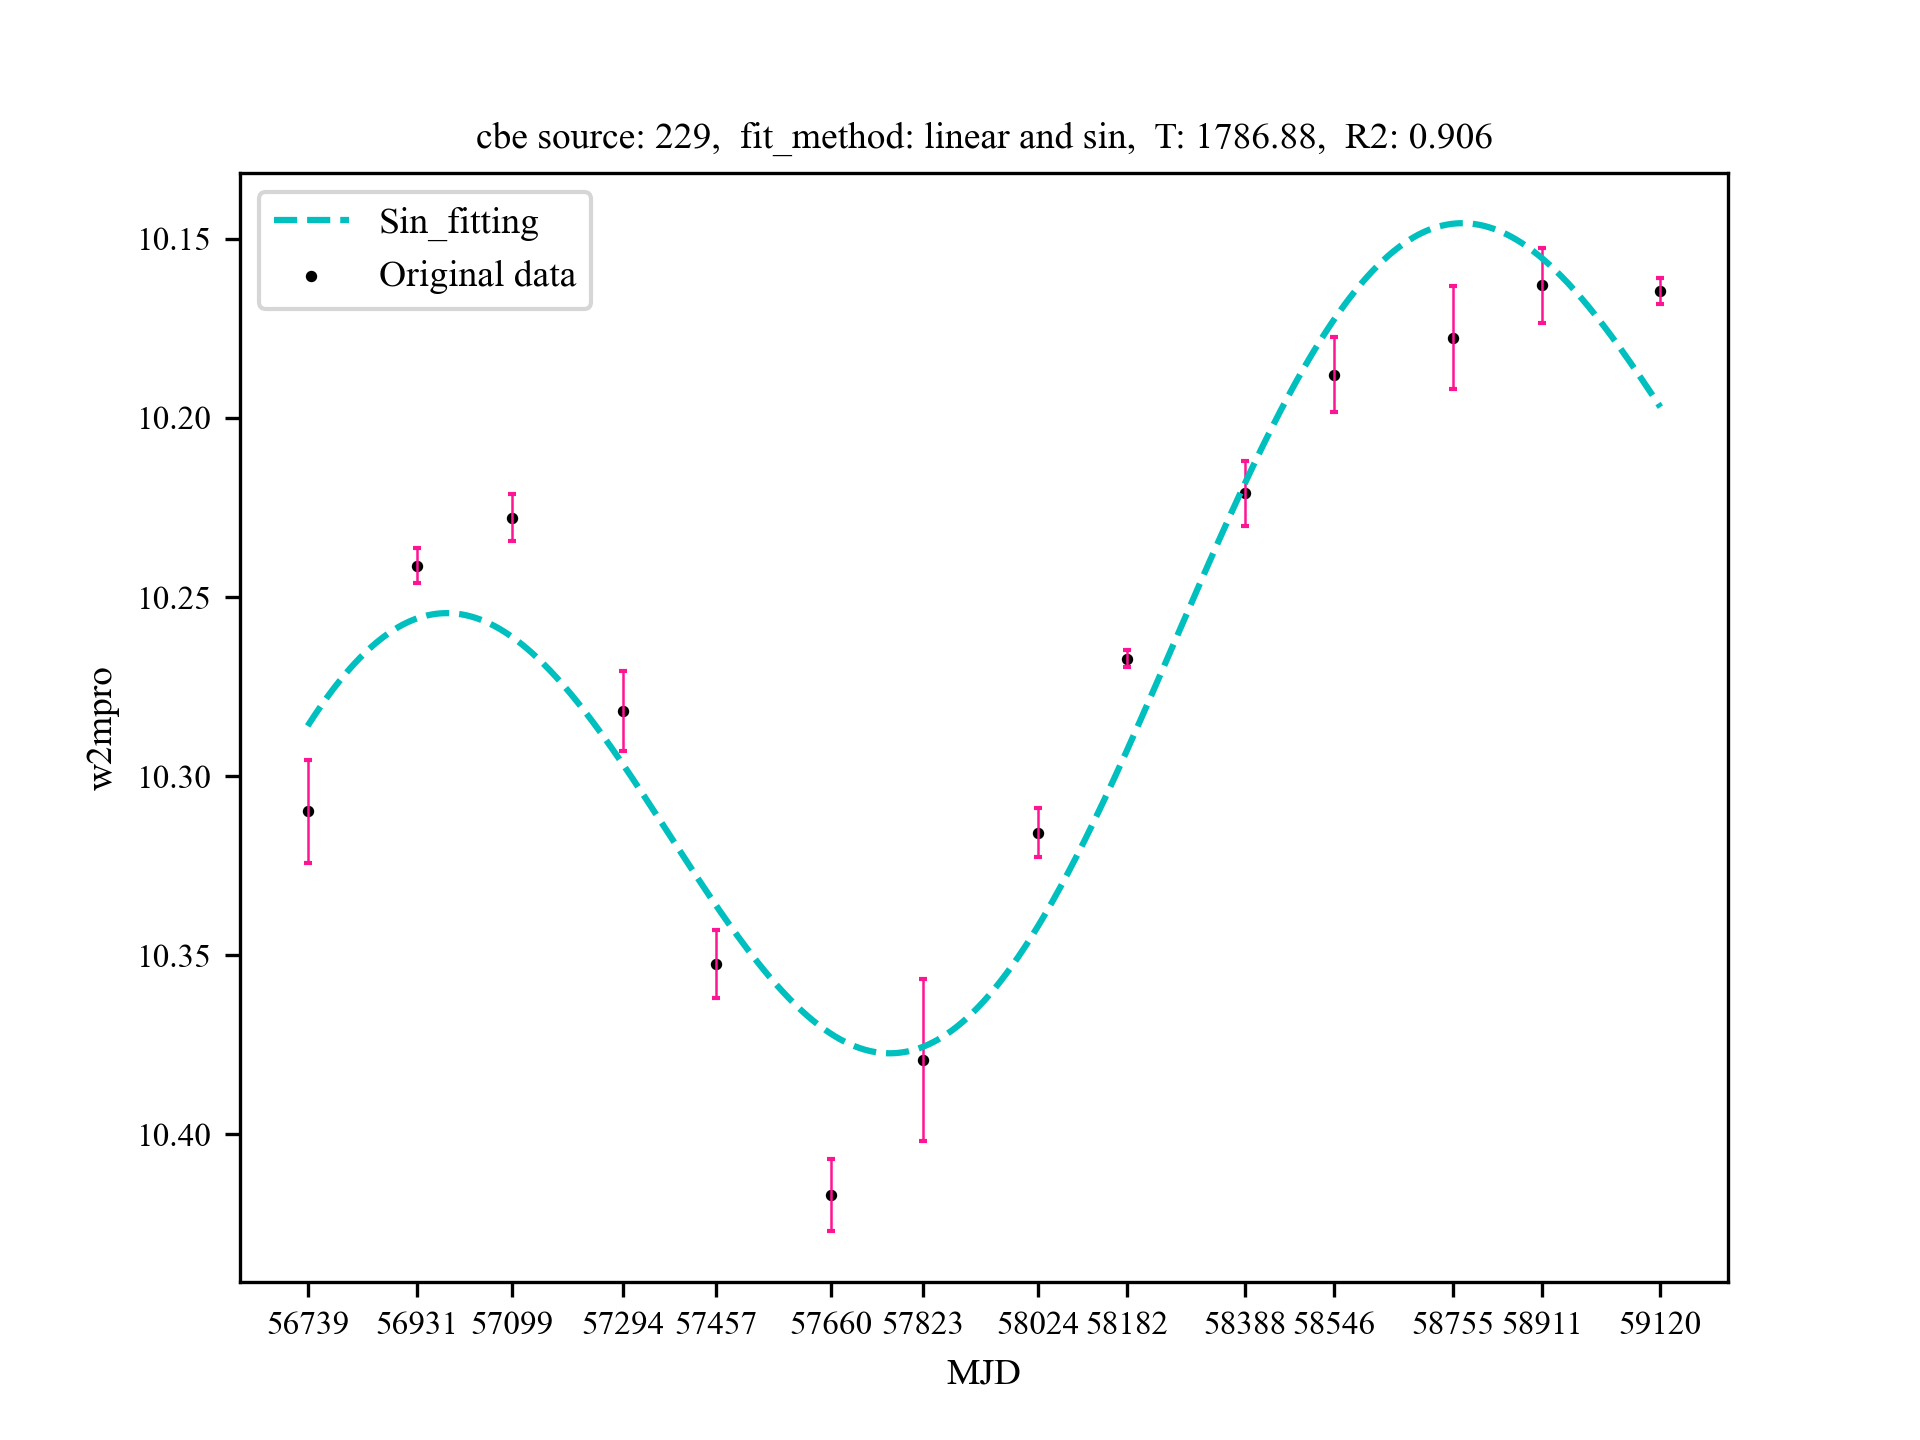 cbe source: 229, fit_method: linear and sin, T: 1786.88, R2: 0.906
Sin_fitting
Original data
10.15
10.20
10.25
10.30
10.35
10.40
w2mpro
56739 56931 57099 57294 57457 57660 57823 58024 58182 58388 58546 58755 58911 59120
MJD